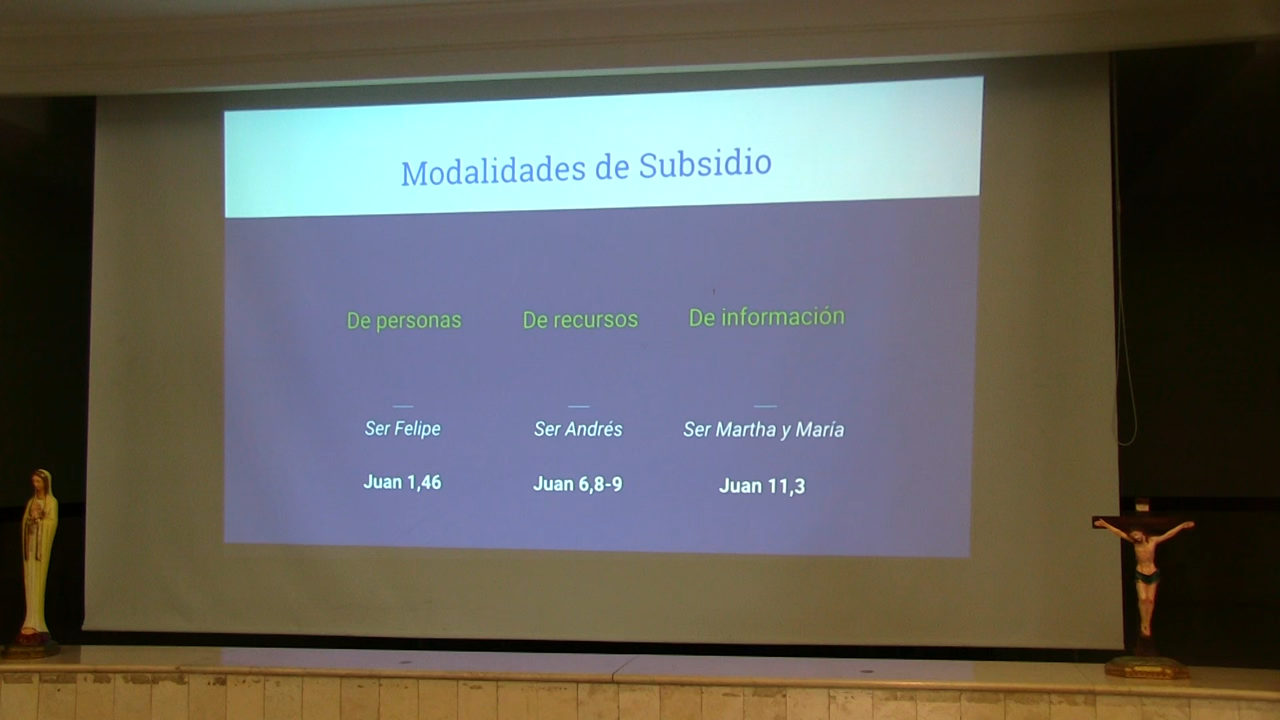 Modalidades de Subsidio
De personas
De recursos
De información
Ser Felipe
Ser Andrés
Ser Martha y María
Juan 1,46
Juan 6,8-9
Juan 11,3